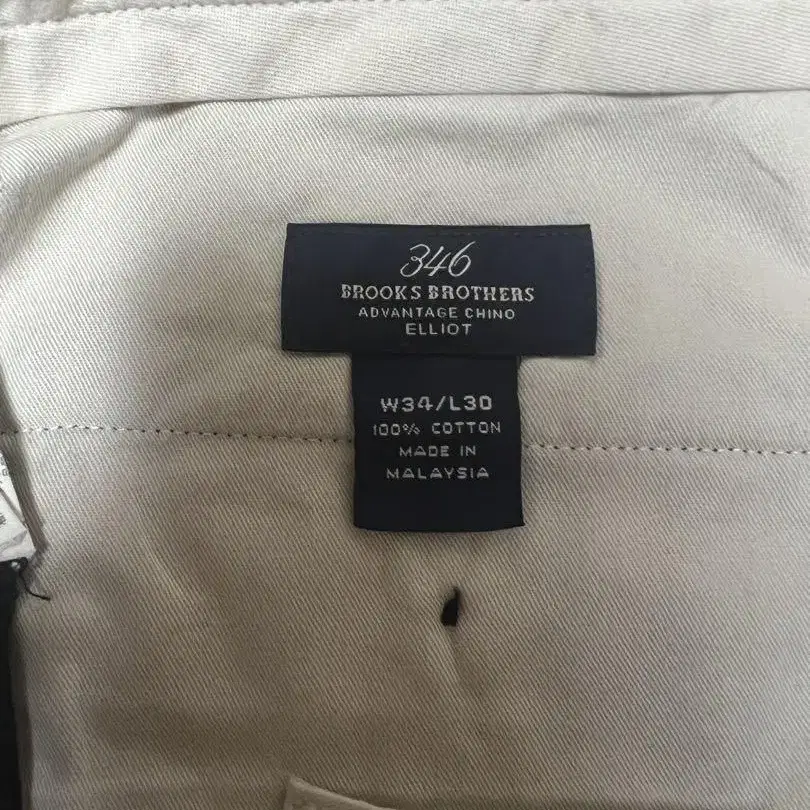 346
BROOKS BROTHERS
ADVANTAGE CHINO
ELLIOT
W34/L30
100% COTTON
MADE IN
MALAYSIA